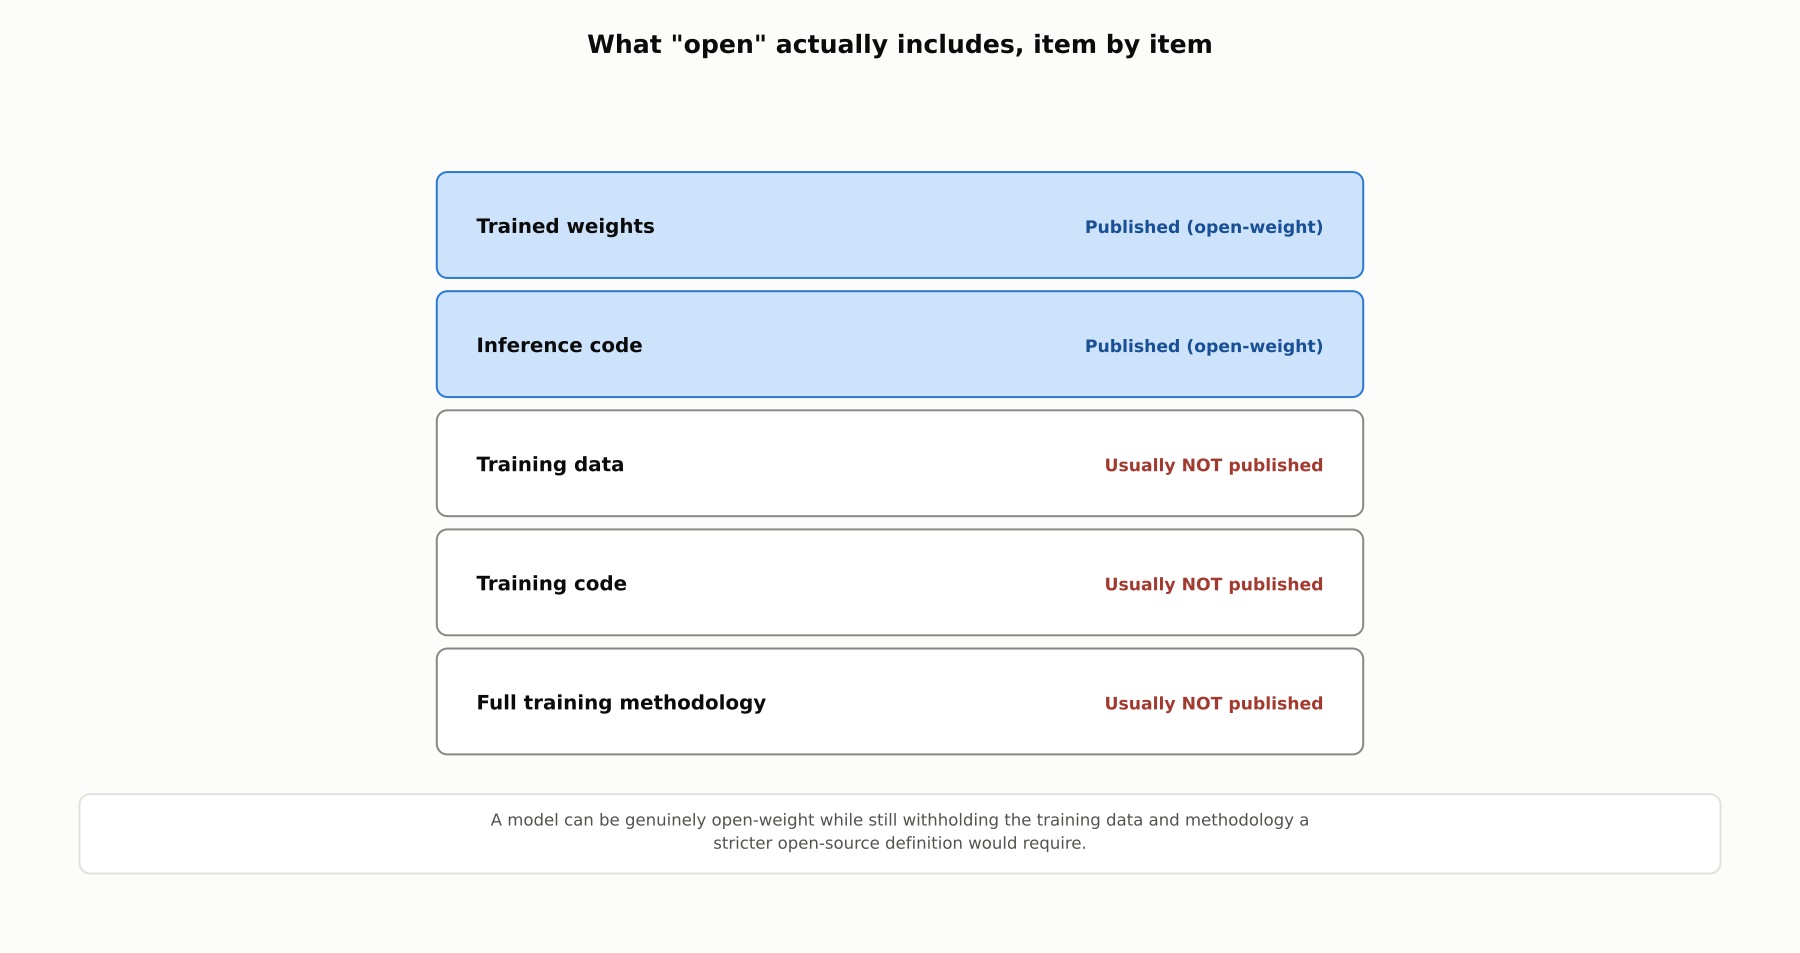 What "open" actually includes, item by item
Trained weights
Published (open-weight)
Inference code
Published (open-weight)
Training data
Usually NOT published
Training code
Usually NOT published
Full training methodology
Usually NOT published
A model can be genuinely open-weight while still withholding the training data and methodology a
stricter open-source definition would require.